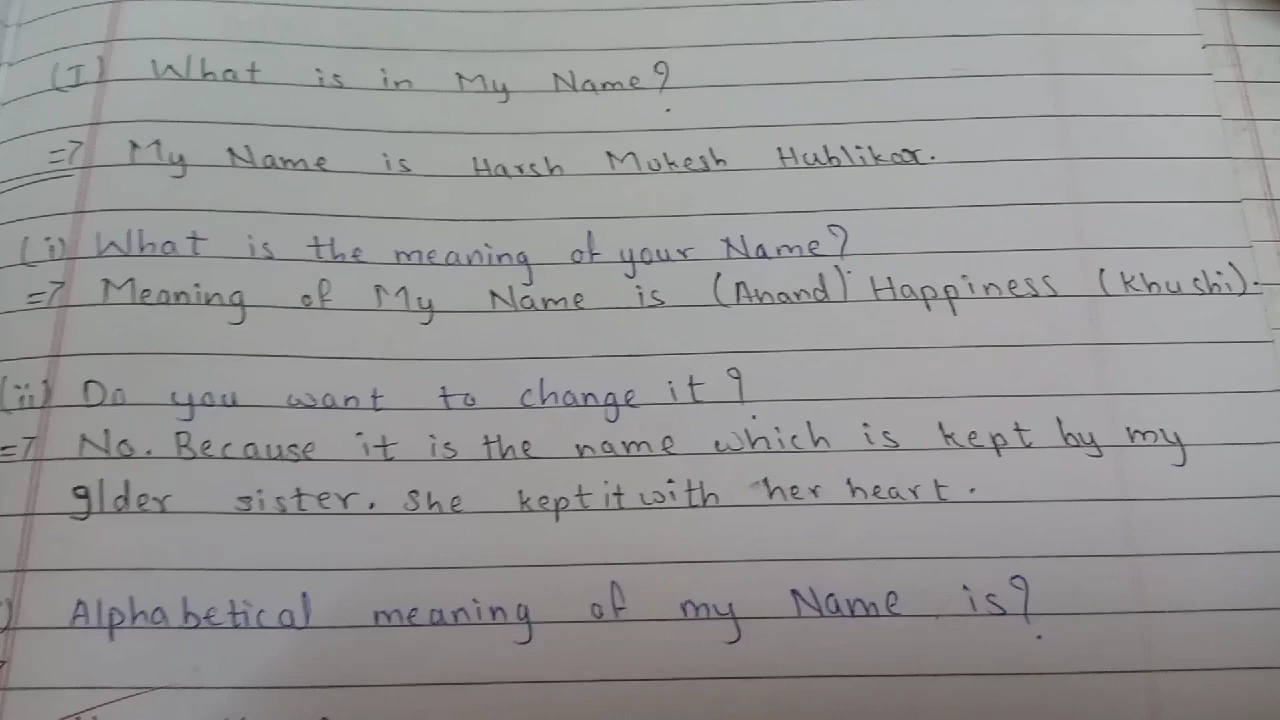 (I) What is in My Name?
=> My Name is Harsh Mukesh Hublikar.
(i) What is the meaning of your Name?
=> Meaning of My Name is (Anand) Happiness (Khushi).
(ii) Do you want to change it?
=> No. Because it is the name which is kept by my
glder sister. She kept it with her heart.
) Alphabetical meaning of my Name is?